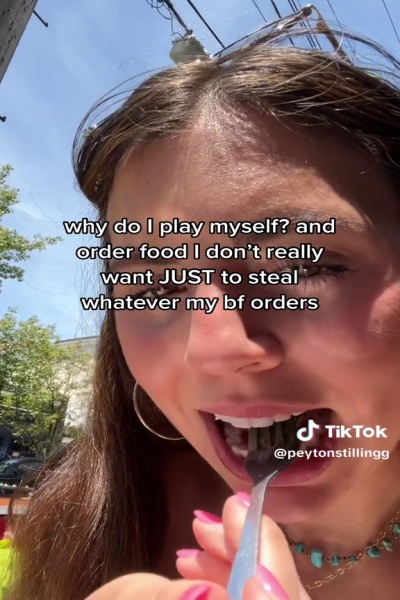 why do I play myself? and
order food I don't really
want JUST to steal
whatever my bf orders
TikTok
@peytonstillingg